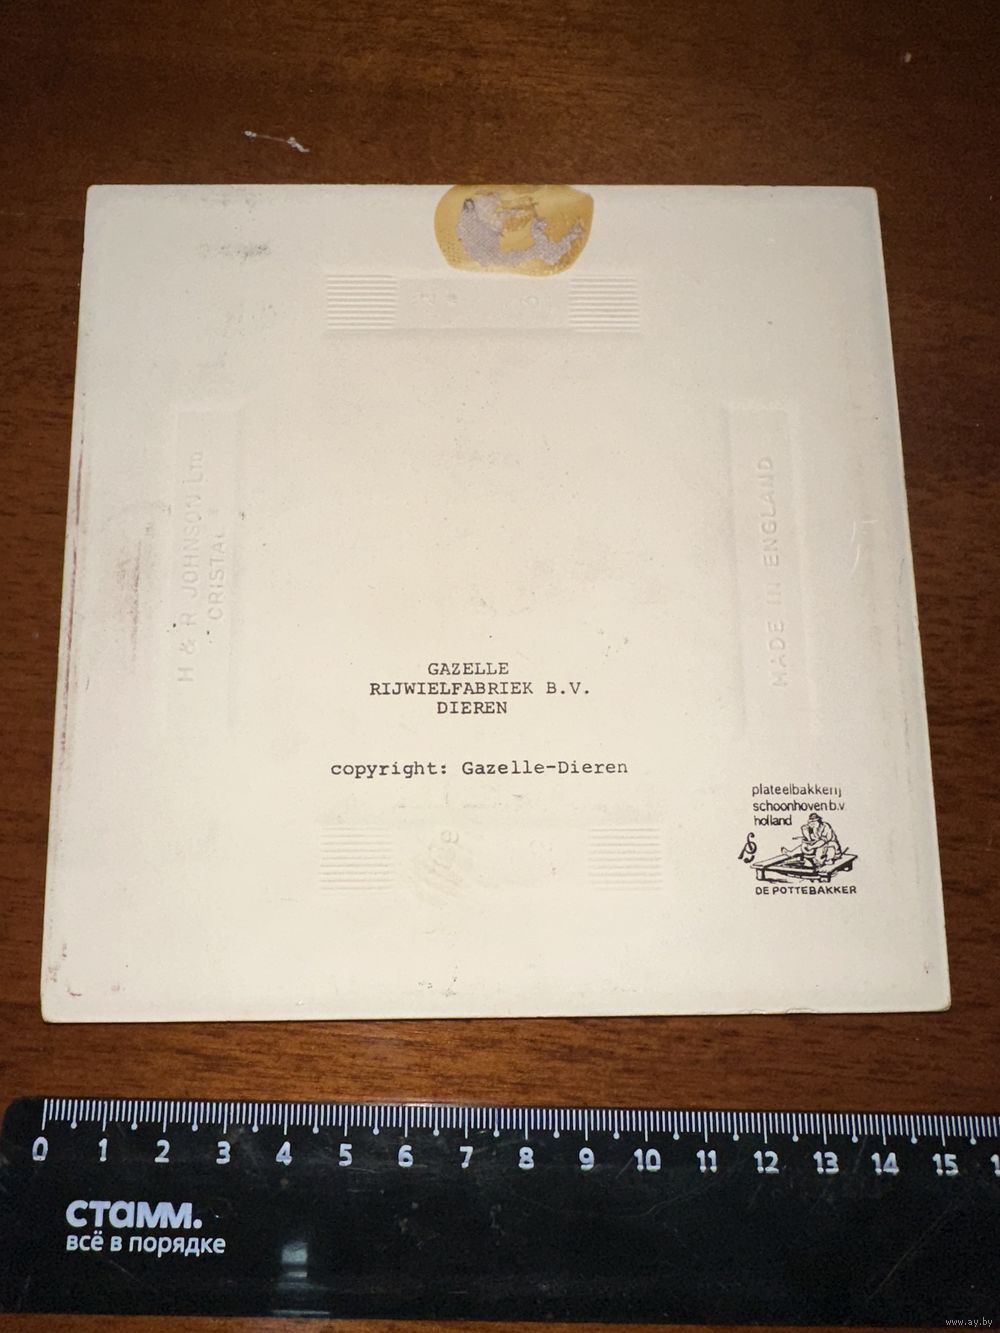 H & R JOHNSON LTD
CRISTAL
MADE IN ENGLAND
GAZELLE
RIJWIELFABRIEK B.V.
DIEREN
copyright: Gazelle-Dieren
plateelbakkerij
schoonhoven b.v.
holland
DE POTTEBAKKER
0 1 2 3 4 5 6 7 8 9 10 11 12 13 14 15
стамм.
всё в порядке
www.ay.by